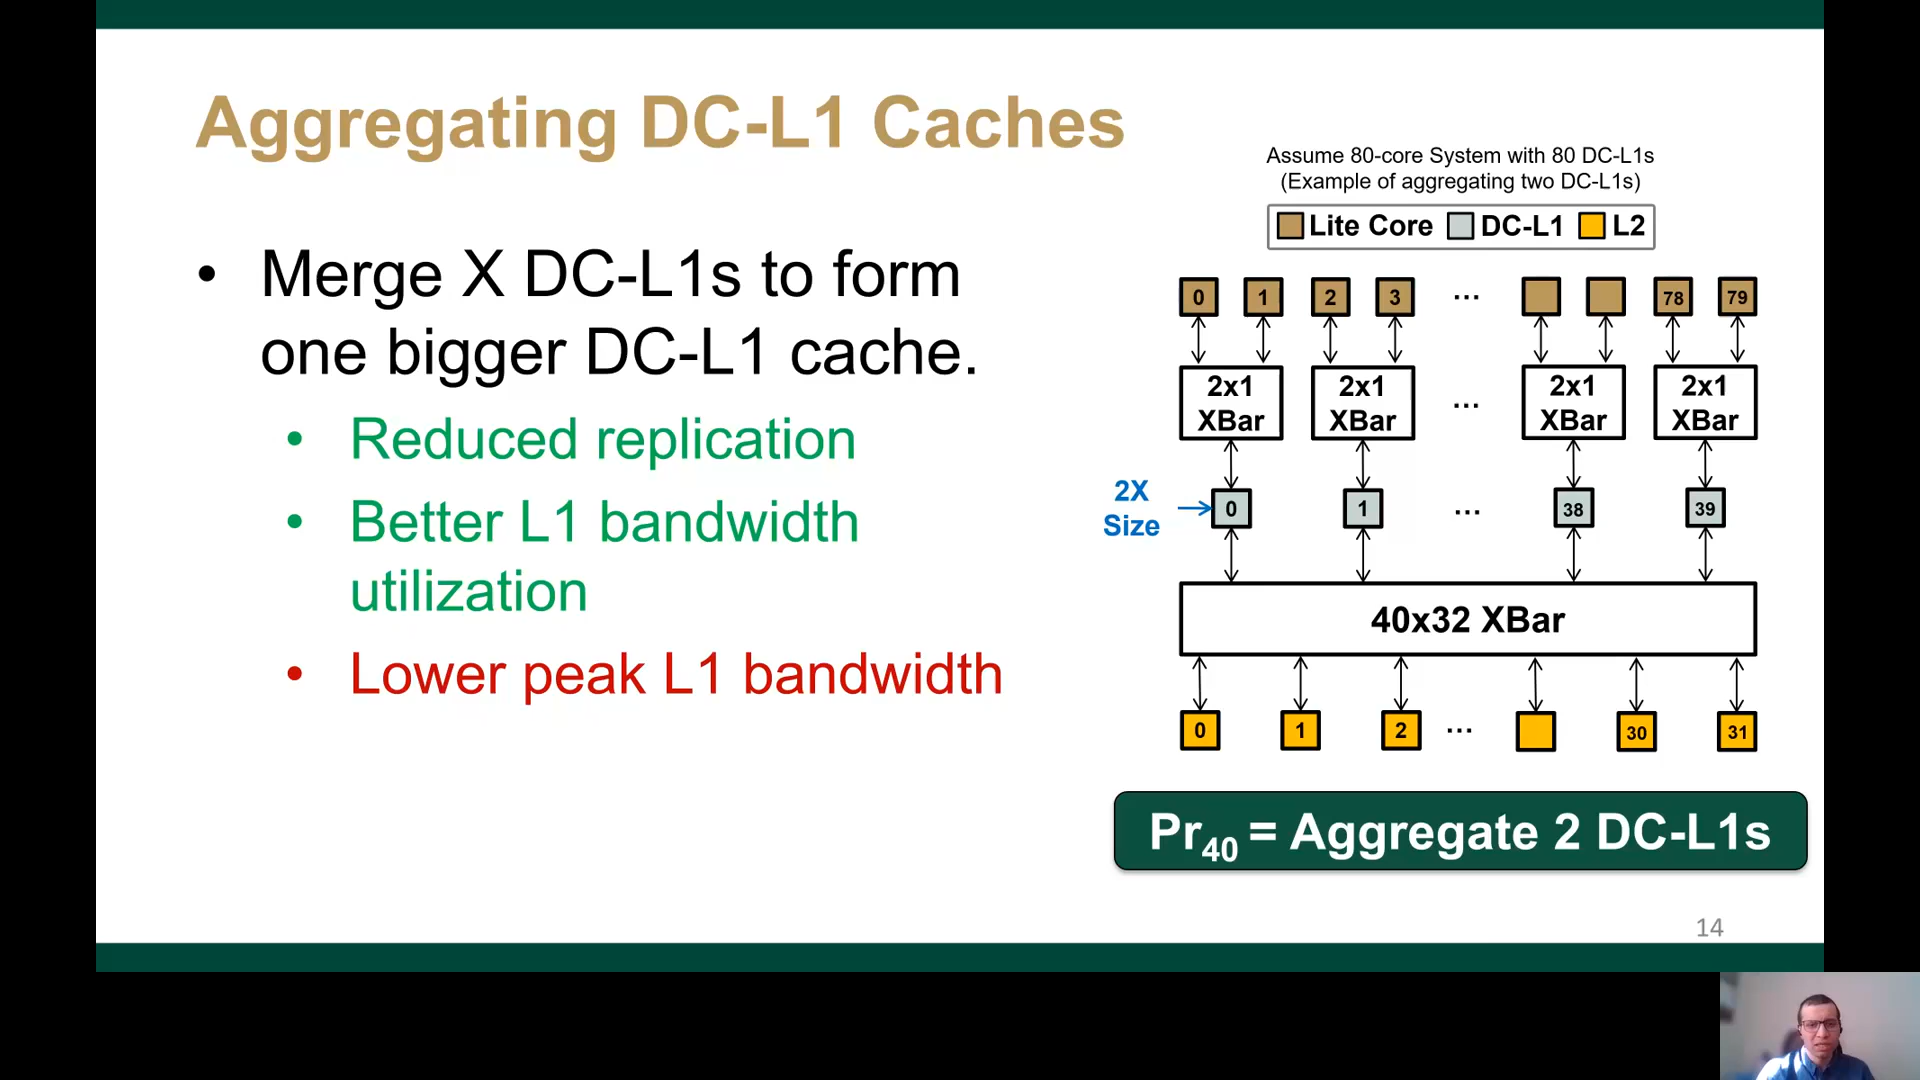 Aggregating DC-L1 Caches
Assume 80-core System with 80 DC-L1s
(Example of aggregating two DC-L1s)
Lite Core DC-L1 L2
• Merge X DC-L1s to form
one bigger DC-L1 cache.
• Reduced replication
• Better L1 bandwidth
utilization
• Lower peak L1 bandwidth
0 1 2 3 ... 78 79
2x1 2x1 ... 2x1 2x1
XBar XBar XBar XBar
2X
Size
0 1 ... 38 39
40x32 XBar
0 1 2 ... 30 31
Pr40 = Aggregate 2 DC-L1s
14